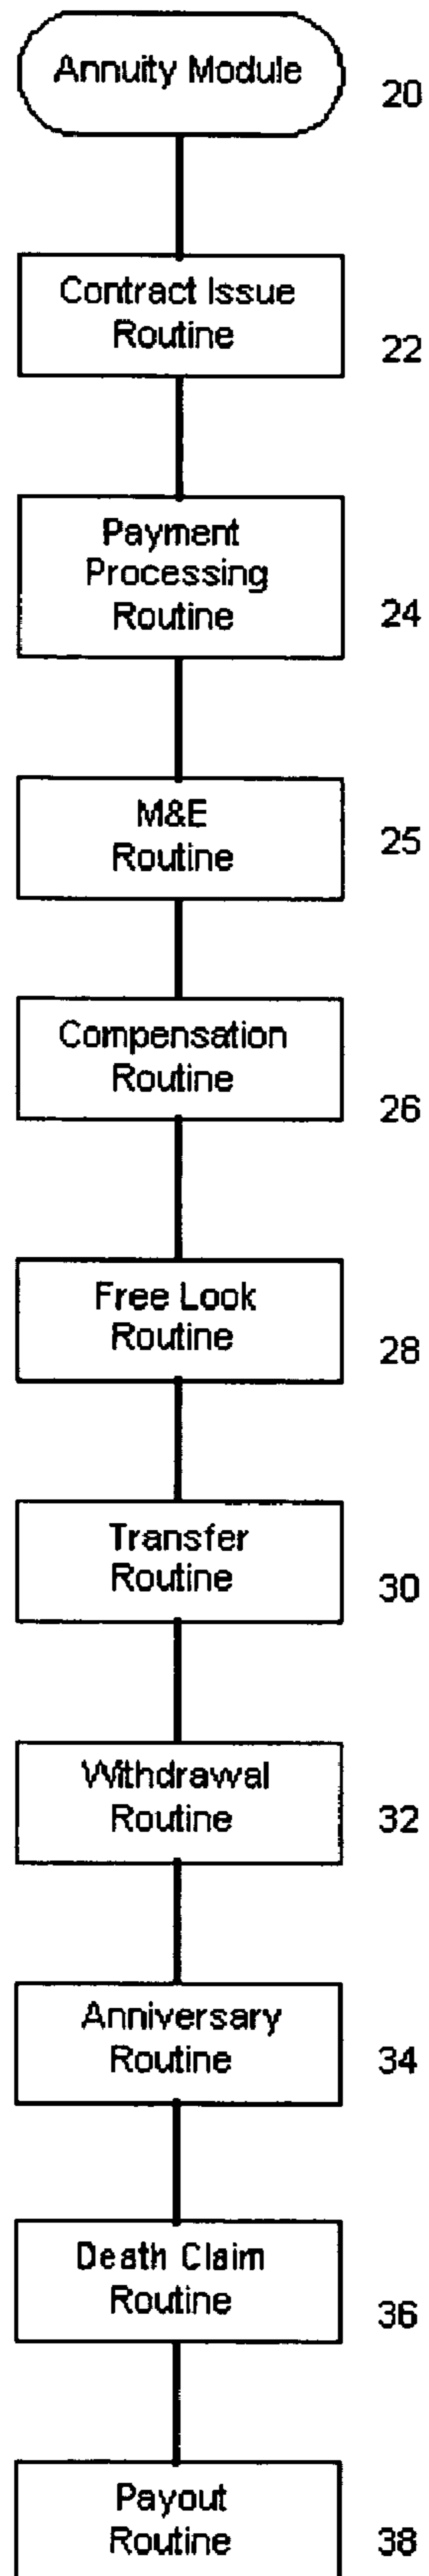 Annuity Module
20
Contract Issue
Routine
22
Payment
Processing
Routine
24
M&E
Routine
25
Compensation
Routine
26
Free Look
Routine
28
Transfer
Routine
30
Withdrawal
Routine
32
Anniversary
Routine
34
Death Claim
Routine
36
Payout
Routine
38